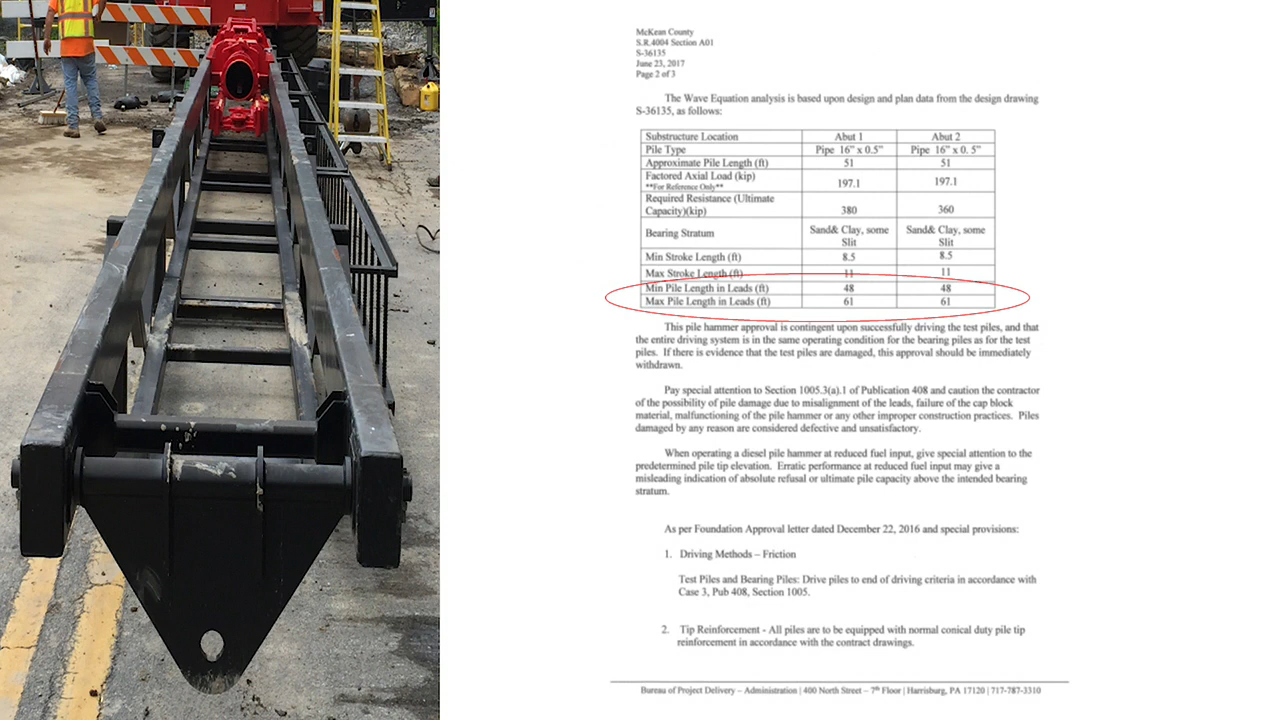 McKean County
S.R.4004 Section A01
S-36135
June 23, 2017
Page 2 of 3
The Wave Equation analysis is based upon design and plan data from the design drawing
S-36135, as follows:
Substructure Location Abut 1 Abut 2
Pile Type Pipe 16" x 0.5" Pipe 16" x 0. 5"
Approximate Pile Length (ft) 51 51
Factored Axial Load (kip) 197.1 197.1
**For Reference Only**
Required Resistance (Ultimate
Capacity)(kip) 380 360
Bearing Stratum Sand& Clay, some Sand& Clay, some
Slit Slit
Min Stroke Length (ft) 8.5 8.5
Max Stroke Length (ft) 11 11
Min Pile Length in Leads (ft) 48 48
Max Pile Length in Leads (ft) 61 61
This pile hammer approval is contingent upon successfully driving the test piles, and that
the entire driving system is in the same operating condition for the bearing piles as for the test
piles. If there is evidence that the test piles are damaged, this approval should be immediately
withdrawn.
Pay special attention to Section 1005.3(a).1 of Publication 408 and caution the contractor
of the possibility of pile damage due to misalignment of the leads, failure of the cap block
material, malfunctioning of the pile hammer or any other improper construction practices. Piles
damaged by any reason are considered defective and unsatisfactory.
When operating a diesel pile hammer at reduced fuel input, give special attention to the
predetermined pile tip elevation. Erratic performance at reduced fuel input may give a
misleading indication of absolute refusal or ultimate pile capacity above the intended bearing
stratum.
As per Foundation Approval letter dated December 22, 2016 and special provisions:
1. Driving Methods – Friction
Test Piles and Bearing Piles: Drive piles to end of driving criteria in accordance with
Case 3, Pub 408, Section 1005.
2. Tip Reinforcement - All piles are to be equipped with normal conical duty pile tip
reinforcement in accordance with the contract drawings.
Bureau of Project Delivery – Administration | 400 North Street – 7th Floor | Harrisburg, PA 17120 | 717-787-3310